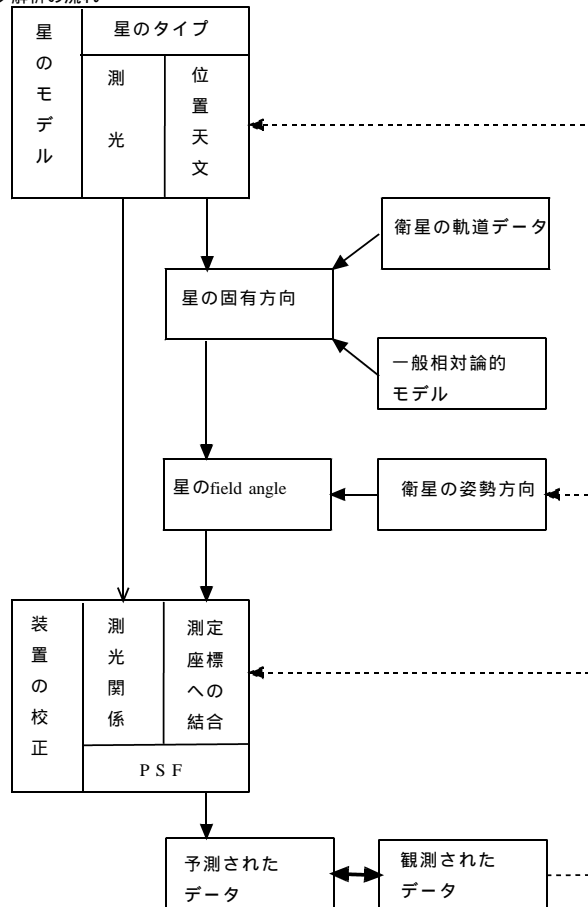 星のモデル
星のタイプ
測光
位置天文
衛星の軌道データ
星の固有方向
一般相対論的
モデル
星のfield angle
衛星の姿勢方向
装置の校正
測光関係
測定
座標
への
結合
P S F
予測された
データ
観測された
データ